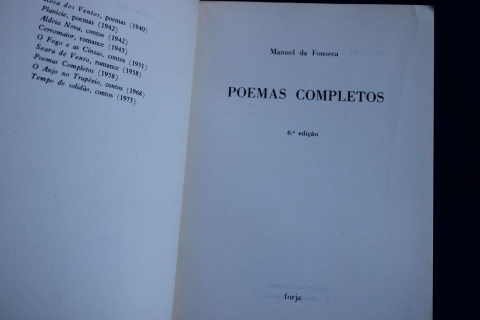 dos Ventos, poemas (1940)
Planície, poemas (1942)
Aldeia Nova, contos (1942)
Cerromaior, romance (1943)
O Fogo e as Cinzas, contos (1951)
Seara de Vento, romance (1958)
Poemas Completos (1958)
O Anjo no Trapézio, contos (1968)
Tempo de solidão, contos (1973)
Manuel da Fonseca
POEMAS COMPLETOS
6.ª edição
forja